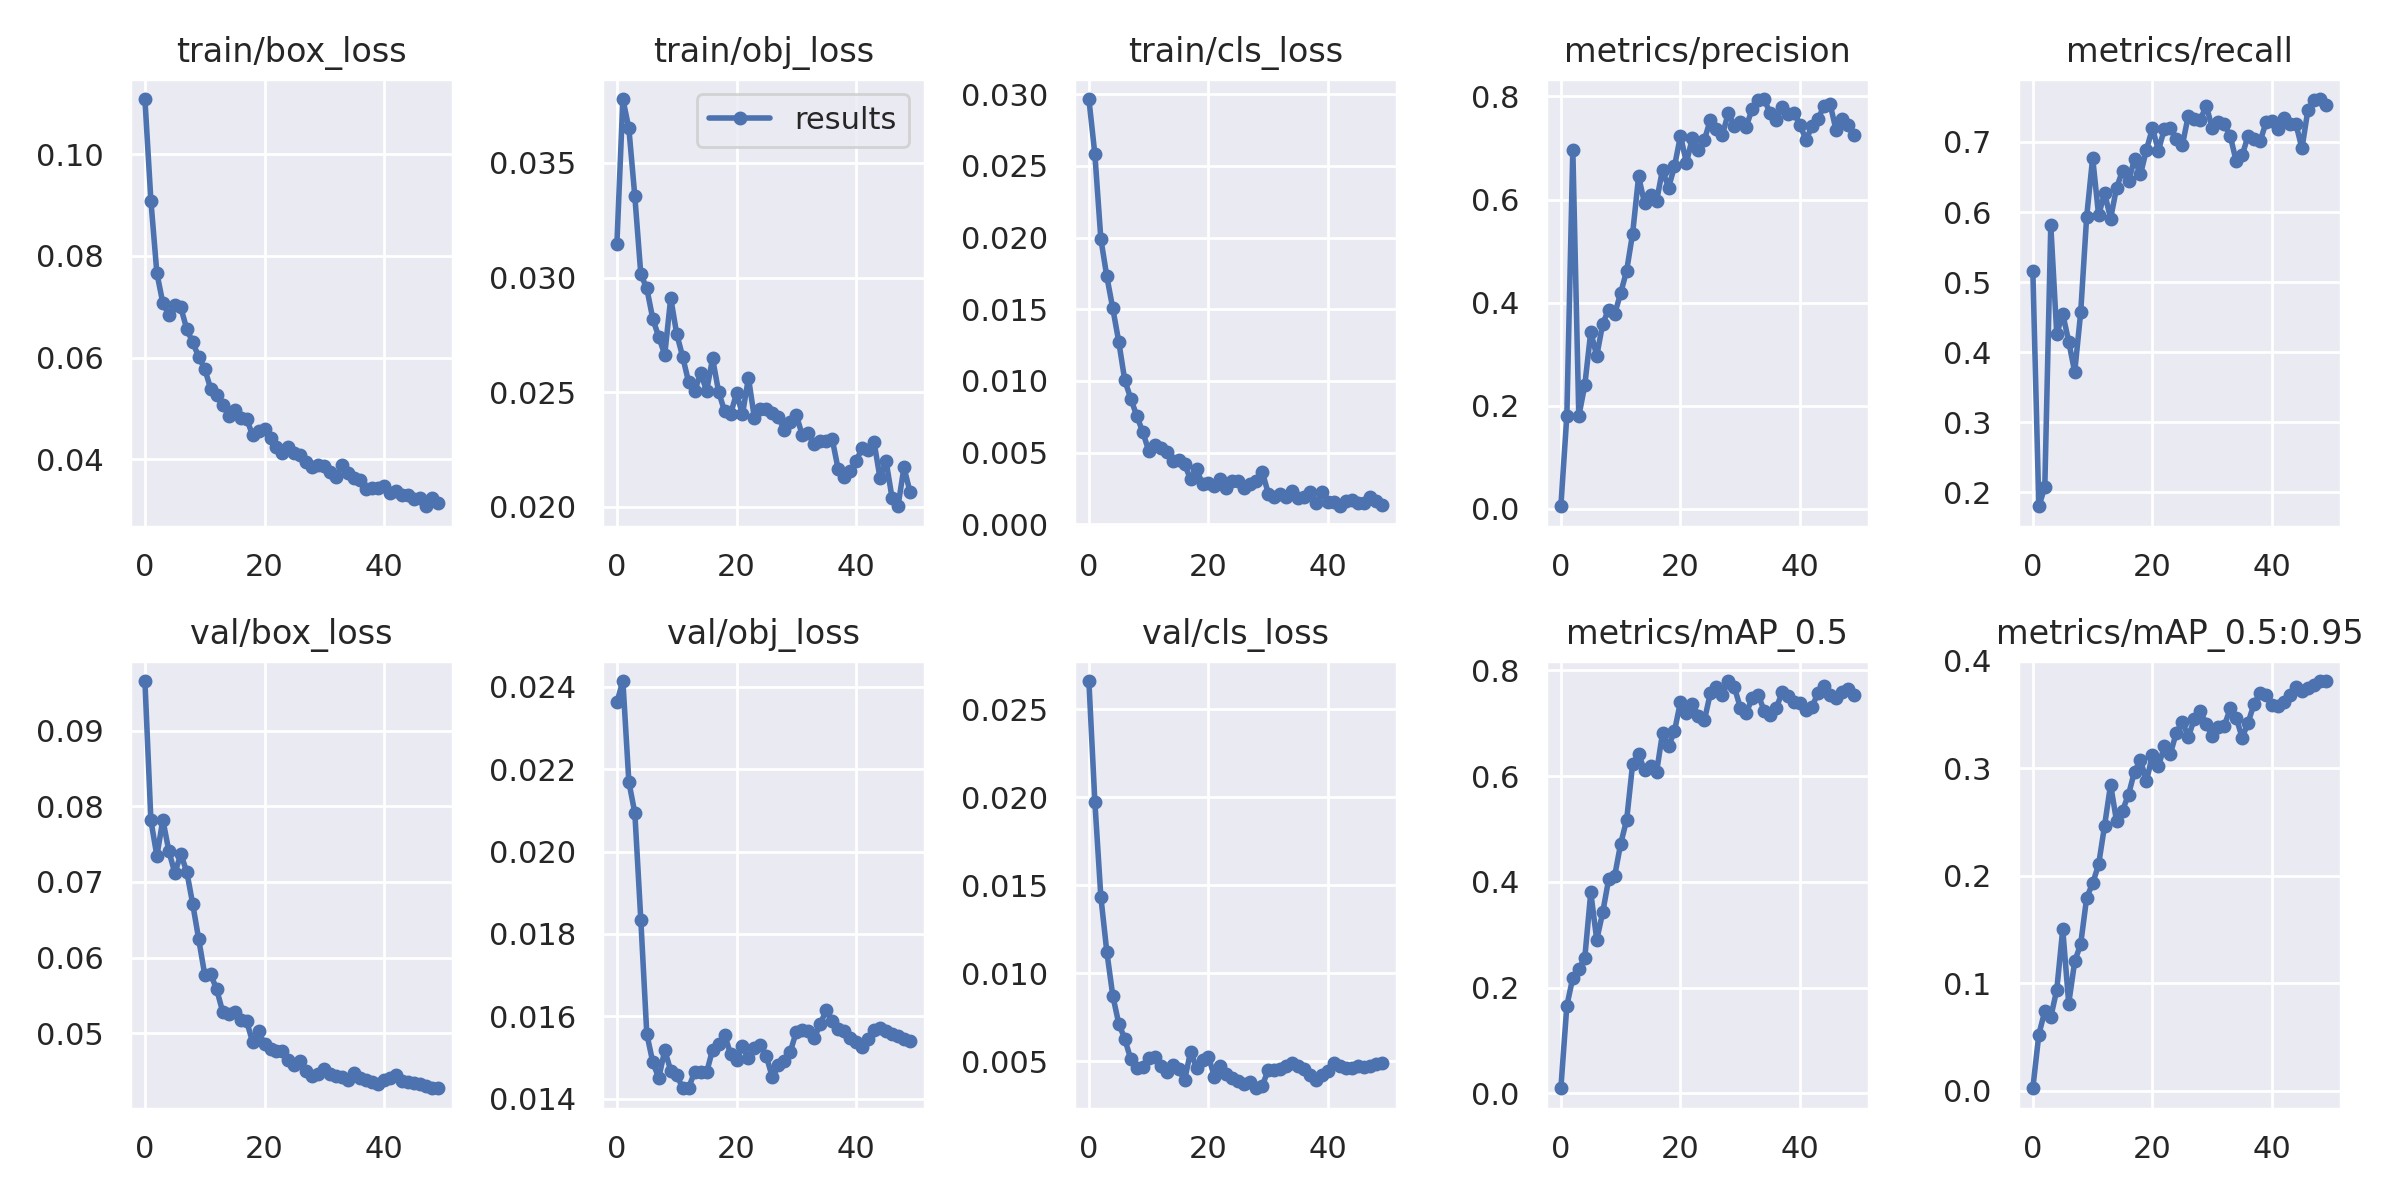 train/box_loss
0.10
0.08
0.06
0.04
0 20 40
train/obj_loss
results
0.035
0.030
0.025
0.020
0 20 40
train/cls_loss
0.030
0.025
0.020
0.015
0.010
0.005
0.000
0 20 40
metrics/precision
0.8
0.6
0.4
0.2
0.0
0 20 40
metrics/recall
0.7
0.6
0.5
0.4
0.3
0.2
0 20 40
val/box_loss
0.09
0.08
0.07
0.06
0.05
0 20 40
val/obj_loss
0.024
0.022
0.020
0.018
0.016
0.014
0 20 40
val/cls_loss
0.025
0.020
0.015
0.010
0.005
0 20 40
metrics/mAP_0.5
0.8
0.6
0.4
0.2
0.0
0 20 40
metrics/mAP_0.5:0.95
0.4
0.3
0.2
0.1
0.0
0 20 40